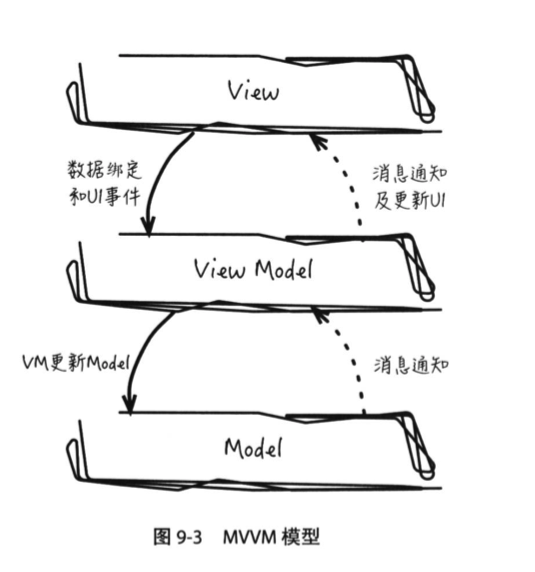 View
数据绑定
和UI事件
消息通知
及更新UI
View Model
VM更新Model
消息通知
Model
图 9-3 MVVM 模型